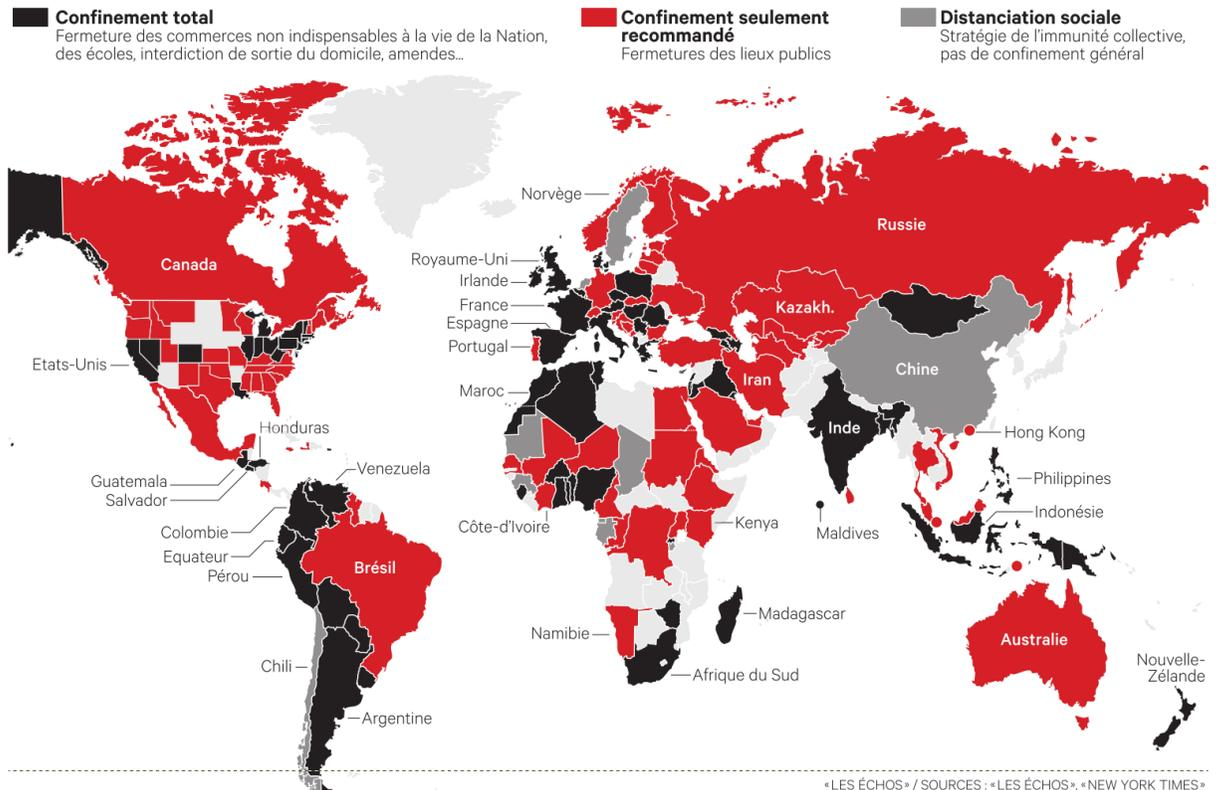 Confinement total
Fermeture des commerces non indispensables à la vie de la Nation,
des écoles, interdiction de sortie du domicile, amendes...
Confinement seulement
recommandé
Fermetures des lieux publics
Distanciation sociale
Stratégie de l'immunité collective,
pas de confinement général
Norvège
Russie
Royaume-Uni
Canada
Irlande
France
Kazakh.
Espagne
Portugal
Etats-Unis
Chine
Iran
Maroc
Inde
Honduras
Hong Kong
Venezuela
Guatemala
Philippines
Salvador
Indonésie
Colombie
Côte-d'Ivoire
Kenya
Maldives
Equateur
Brésil
Pérou
Madagascar
Namibie
Australie
Chili
Nouvelle-
Zélande
Afrique du Sud
Argentine
«LES ÉCHOS» / SOURCES : «LES ÉCHOS», «NEW YORK TIMES»